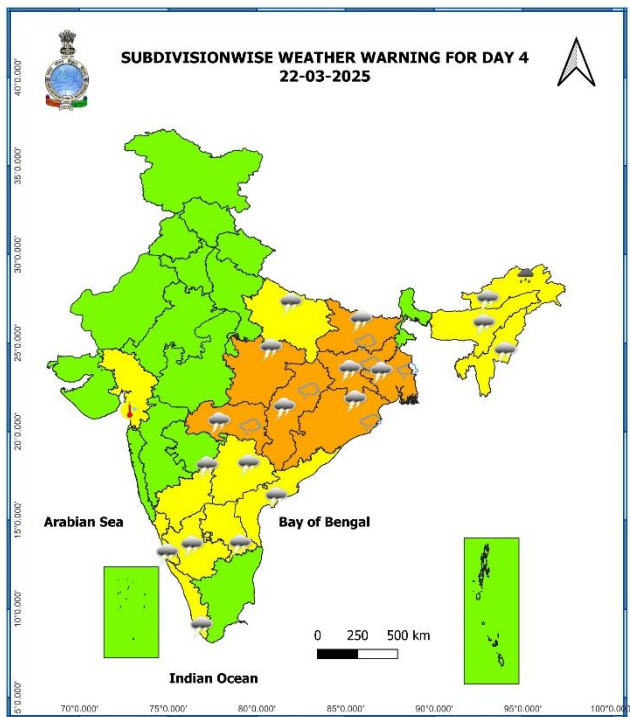 SUBDIVISIONWISE WEATHER WARNING FOR DAY 4
22-03-2025
40°0.000'
35°0.000'
30°0.000'
25°0.000'
20°0.000'
15°0.000'
10°0.000'
5°0.000'
Arabian Sea
Bay of Bengal
0 250 500 km
Indian Ocean
70°0.000' 75°0.000' 80°0.000' 85°0.000' 90°0.000' 95°0.000' 100°0.000'